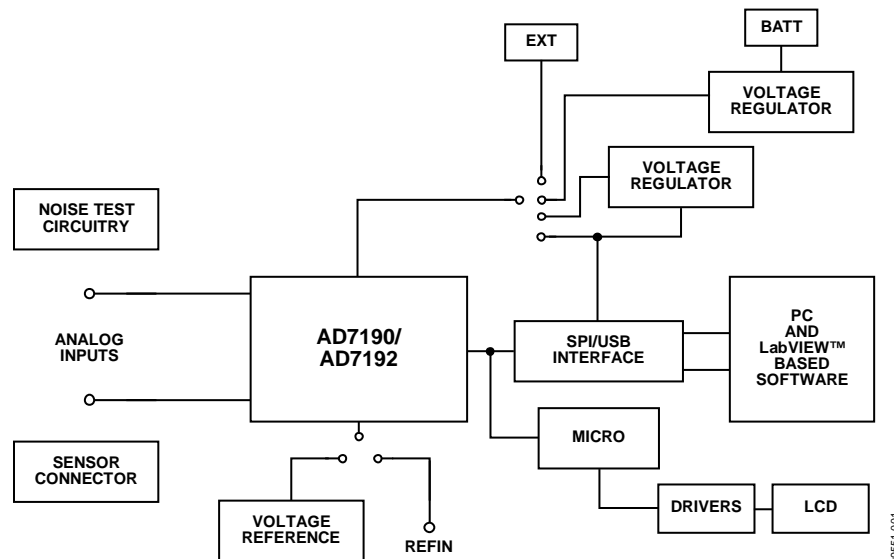 EXT
BATT
VOLTAGE
REGULATOR
VOLTAGE
REGULATOR
NOISE TEST
CIRCUITRY
ANALOG
INPUTS
AD7190/
AD7192
SPI/USB
INTERFACE
PC
AND
LabVIEW™
BASED
SOFTWARE
SENSOR
CONNECTOR
MICRO
VOLTAGE
REFERENCE
REFIN
DRIVERS
LCD